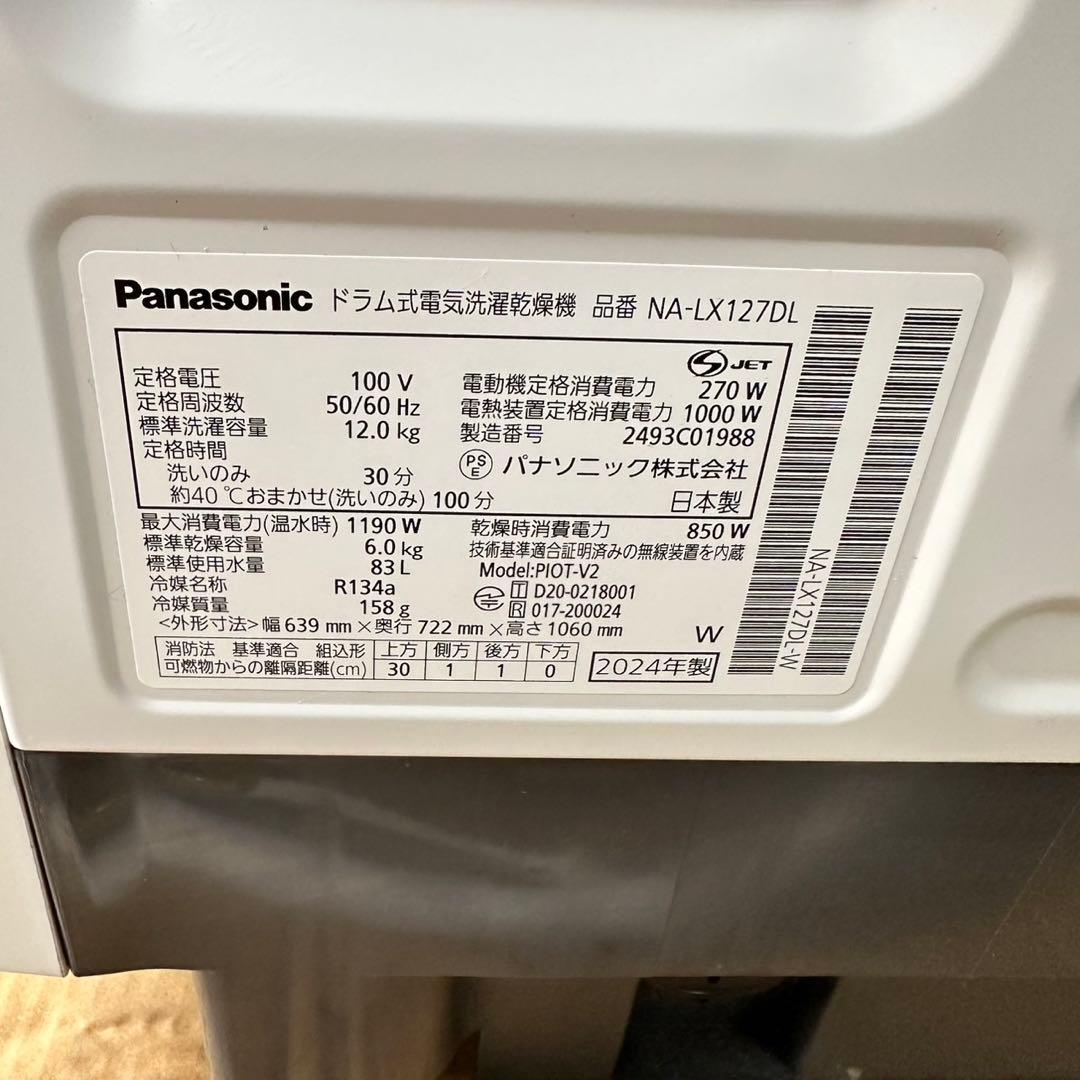 Panasonic ドラム式電気洗濯乾燥機 品番 NA-LX127DL
S JET
定格電圧 100 V
定格周波数 50/60 Hz
標準洗濯容量 12.0 kg
定格時間
洗いのみ 30 分
約40 ℃おまかせ(洗いのみ) 100 分
電動機定格消費電力 270 W
電熱装置定格消費電力 1000 W
製造番号 2493C01988
PS E パナソニック株式会社
日本製
最大消費電力(温水時) 1190 W
標準乾燥容量 6.0 kg
標準使用水量 83 L
冷媒名称 R134a
冷媒質量 158 g
乾燥時消費電力 850 W
技術基準適合証明済みの無線装置を内蔵
Model:PIOT-V2
T D20-0218001
R 017-200024
<外形寸法> 幅 639 mm × 奥行 722 mm × 高さ 1060 mm
W
消防法 基準適合 組込形 上方 側方 後方 下方
可燃物からの離隔距離(cm) 30 1 1 0
2024年製
NA-LX127DL-W